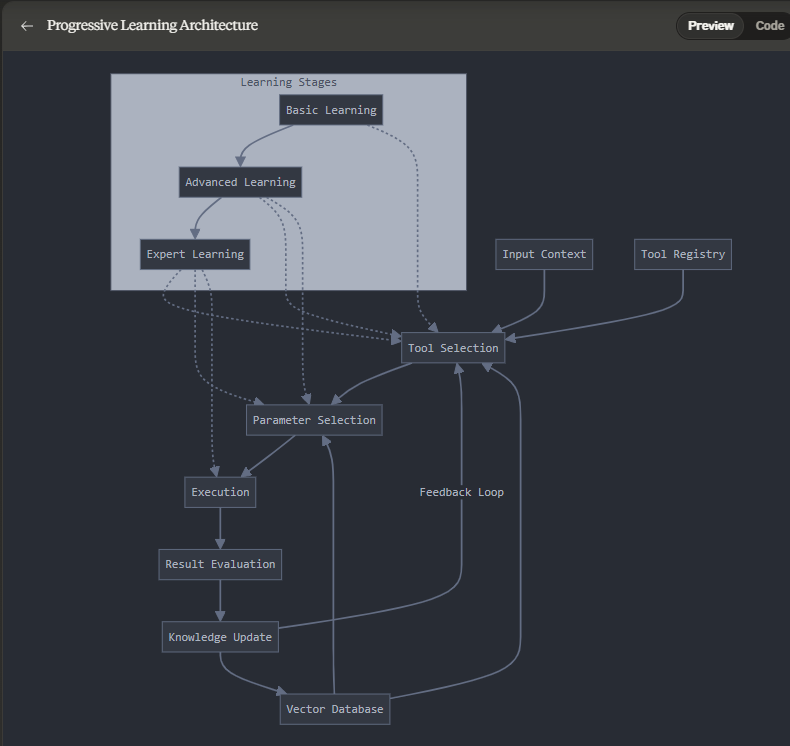 Progressive Learning Architecture
Preview
Code
Learning Stages
Basic Learning
Advanced Learning
Expert Learning
Input Context
Tool Registry
Tool Selection
Parameter Selection
Execution
Feedback Loop
Result Evaluation
Knowledge Update
Vector Database